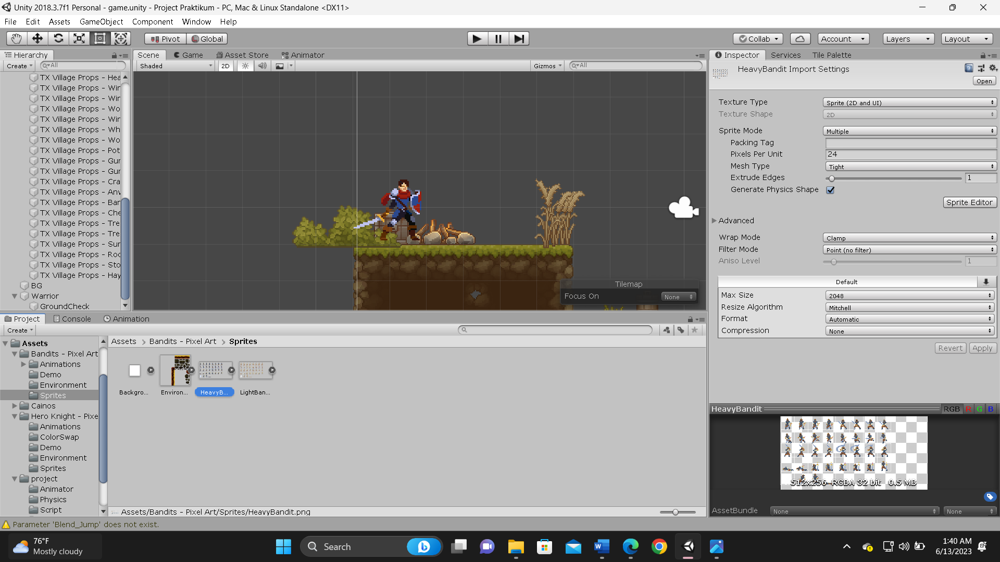 Unity 2018.3.7f1 Personal - game.unity - Project Praktikum - PC, Mac & Linux Standalone <DX11>
File Edit Assets GameObject Component Window Help
Pivot Global Collab Account Layers Layout
Hierarchy
Create All
TX Village Props - Hea
TX Village Props - Wir
TX Village Props - Wir
TX Village Props - Wo
TX Village Props - Wir
TX Village Props - Wh
TX Village Props - Wo
TX Village Props - Pot
TX Village Props - Gur
TX Village Props - Gur
TX Village Props - Cra
TX Village Props - Anv
TX Village Props - Bar
TX Village Props - Che
TX Village Props - Tre
TX Village Props - Tre
TX Village Props - Sur
TX Village Props - Roc
TX Village Props - Sto
TX Village Props - Hay
BG
Warrior
GroundCheck
Scene Game Asset Store Animator
Shaded 2D Gizmos All
Tilemap
Focus On None
Inspector Services Tile Palette
HeavyBandit Import Settings
Open
Texture Type Sprite (2D and UI)
Texture Shape 2D
Sprite Mode Multiple
Packing Tag
Pixels Per Unit 24
Mesh Type Tight
Extrude Edges 1
Generate Physics Shape
Sprite Editor
Advanced
Wrap Mode Clamp
Filter Mode Point (no filter)
Aniso Level 1
Default
Max Size 2048
Resize Algorithm Mitchell
Format Automatic
Compression None
Revert Apply
HeavyBandit RGB R G B
512x256 RGBA 32 bit 0.5 MB
AssetBundle None None
Project Console Animation
Create
Assets
Bandits - Pixel Art
Animations
Demo
Environment
Sprites
Cainos
Hero Knight - Pixe
Animations
ColorSwap
Demo
Environment
Sprites
project
Animator
Physics
Script
Assets Bandits - Pixel Art Sprites
Backgro... Environ... HeavyB... LightBan...
Assets/Bandits - Pixel Art/Sprites/HeavyBandit.png
Parameter 'Blend_Jump' does not exist.
76°F
Mostly cloudy
Search
1:40 AM
6/13/2023